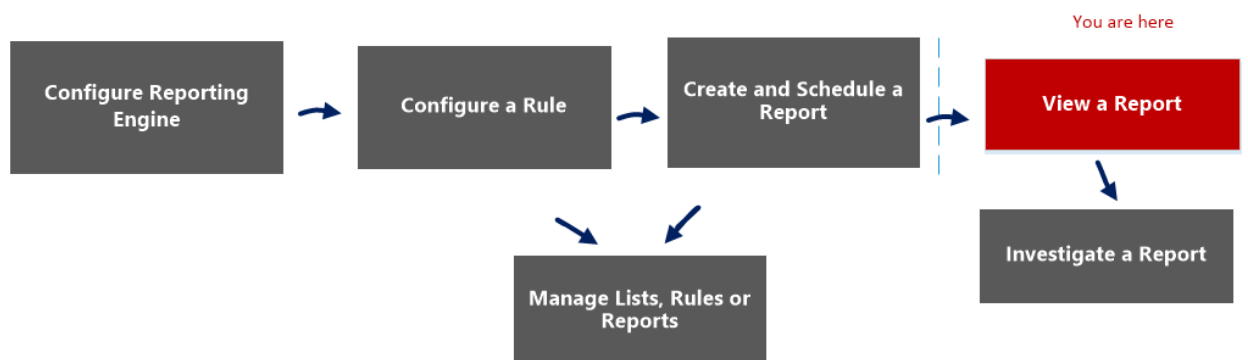 You are here
Configure Reporting
Engine
Configure a Rule
Create and Schedule a
Report
View a Report
Investigate a Report
Manage Lists, Rules or
Reports